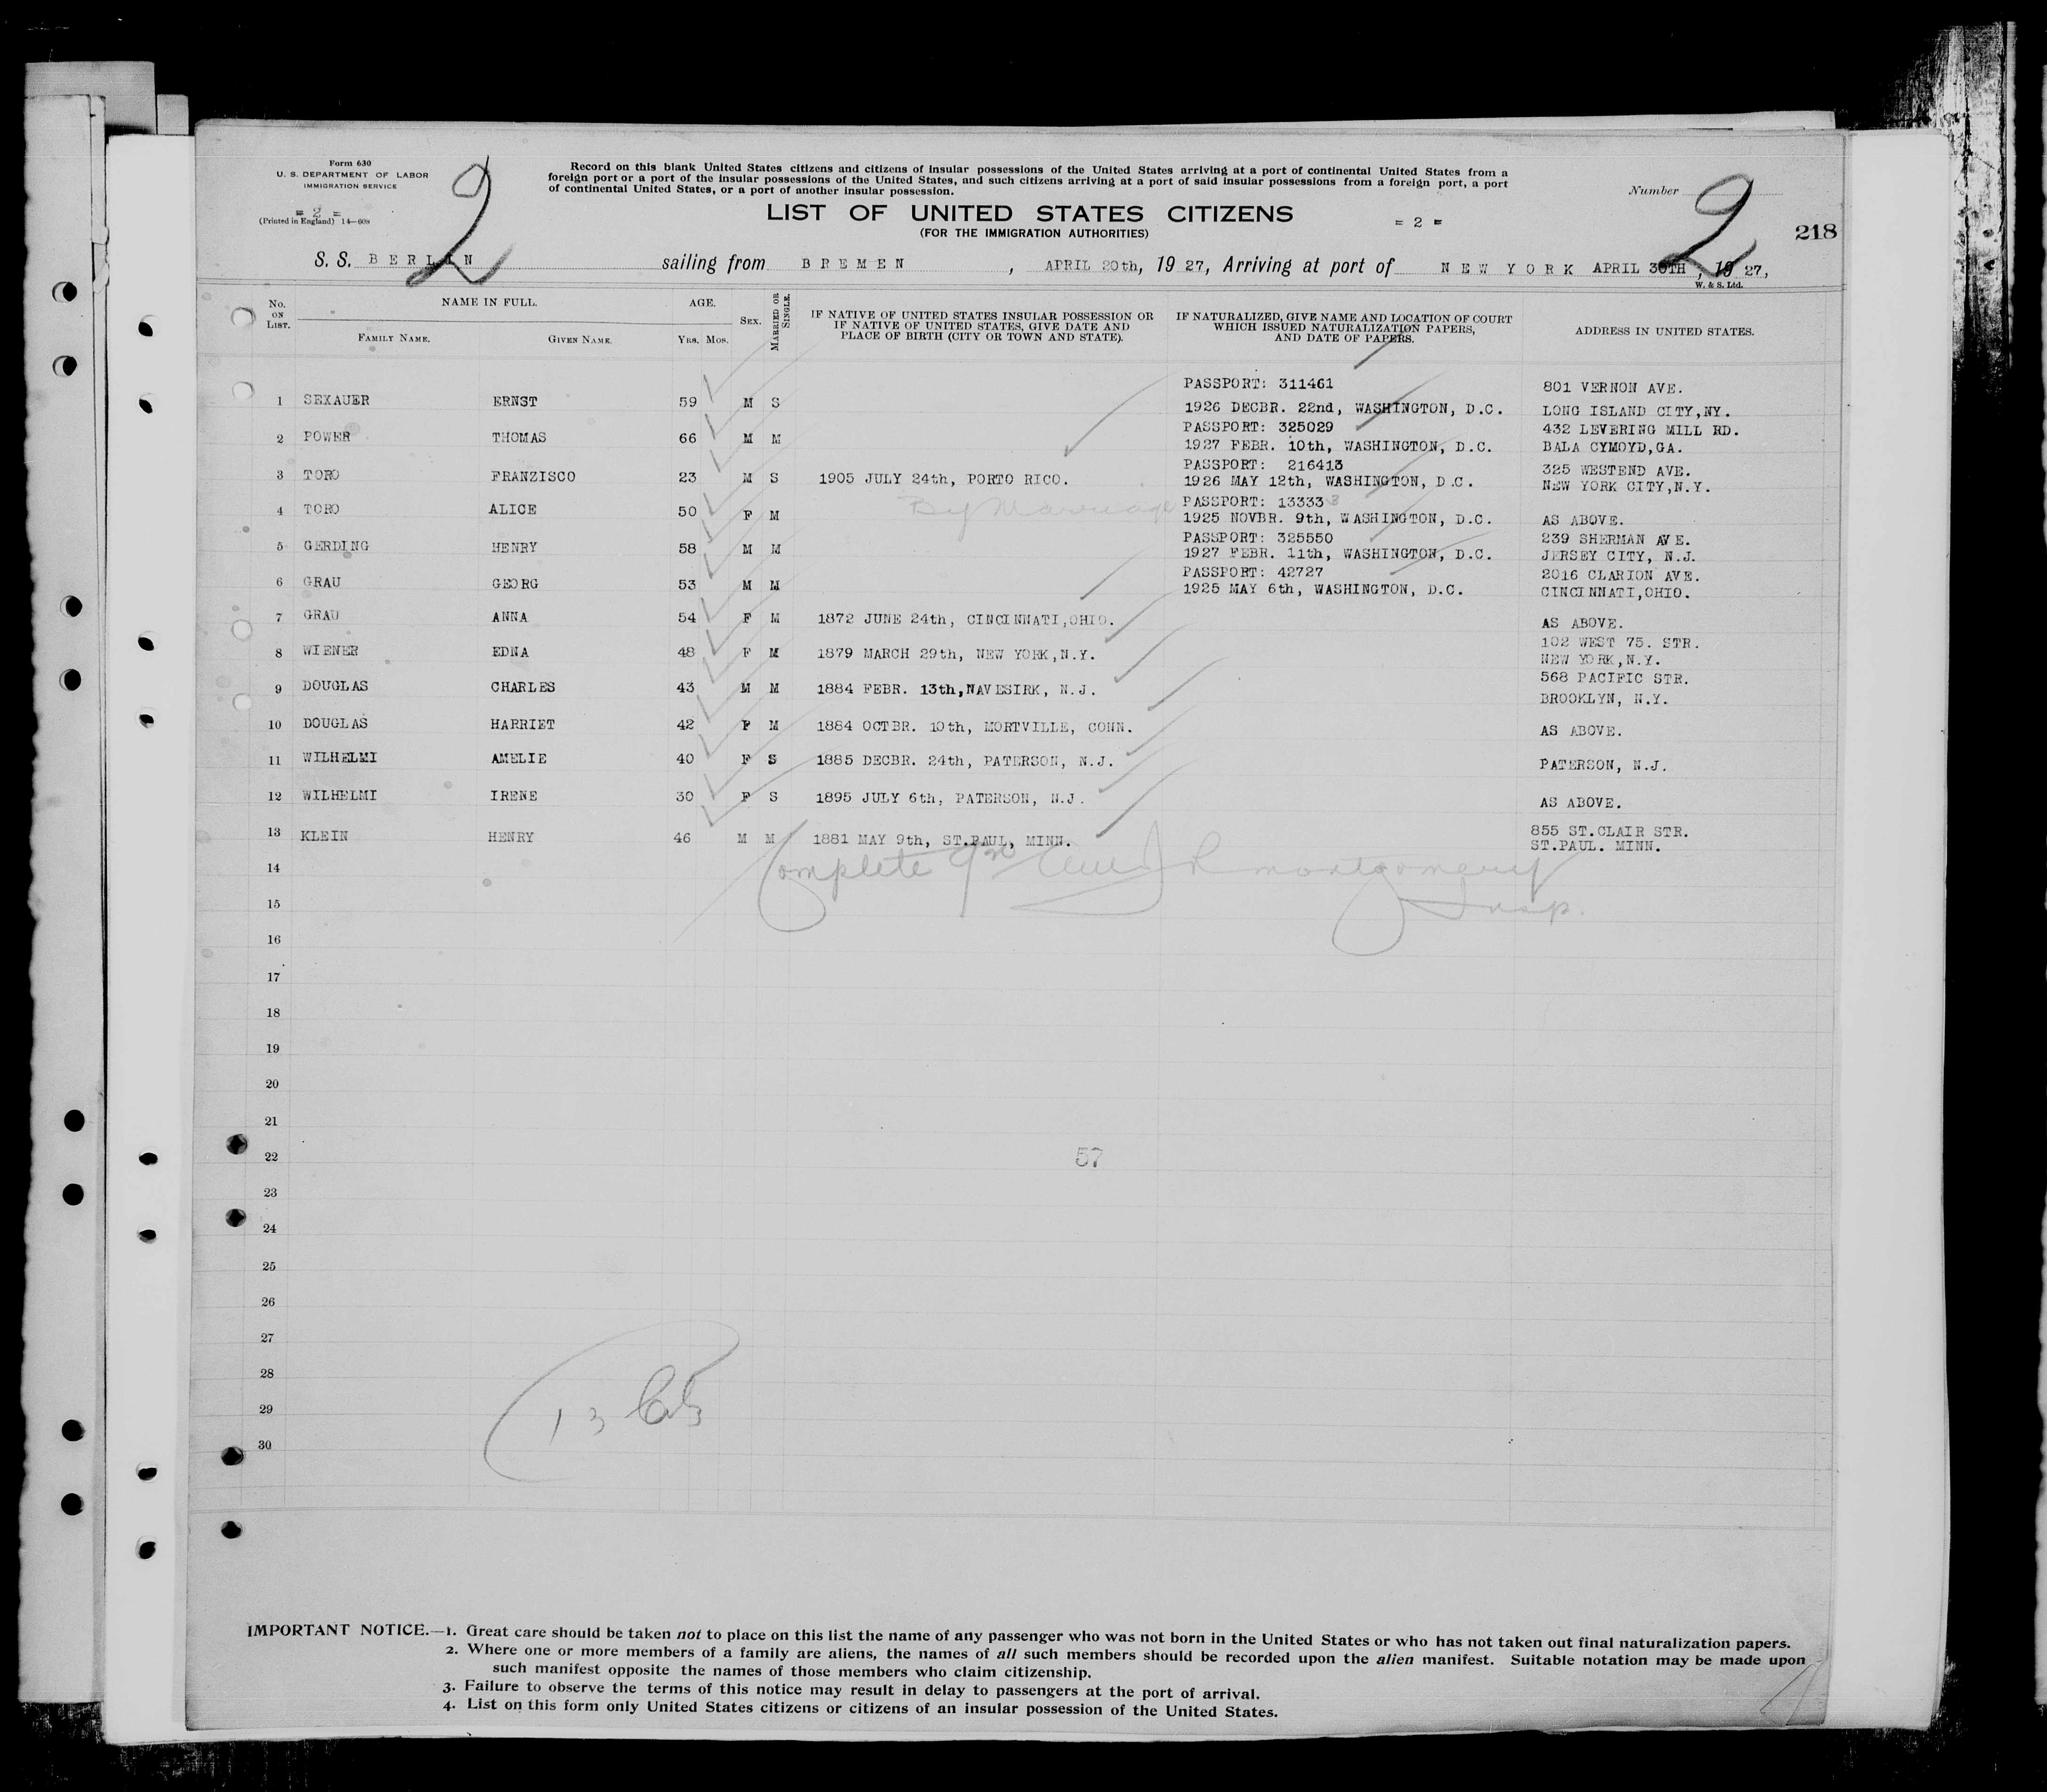 Form 630
U. S. DEPARTMENT OF LABOR
IMMIGRATION SERVICE
= 2 =
(Printed in England) 14—608
2
Record on this blank United States citizens and citizens of insular possessions of the United States arriving at a port of continental United States from a
foreign port or a port of the insular possessions of the United States, and such citizens arriving at a port of said insular possessions from a foreign port, a port
of continental United States, or a port of another insular possession.
LIST OF UNITED STATES CITIZENS
(FOR THE IMMIGRATION AUTHORITIES)
= 2 =
Number
2
218
S. S. BERLIN sailing from BREMEN, APRIL 20th, 1927, Arriving at port of NEW YORK APRIL 30TH, 1927,
W. & S. Ltd.
No. ON LIST.
NAME IN FULL.
FAMILY NAME.
GIVEN NAME.
AGE.
YRS. MOS.
SEX.
MARRIED OR SINGLE.
IF NATIVE OF UNITED STATES INSULAR POSSESSION OR
IF NATIVE OF UNITED STATES, GIVE DATE AND
PLACE OF BIRTH (CITY OR TOWN AND STATE).
IF NATURALIZED, GIVE NAME AND LOCATION OF COURT
WHICH ISSUED NATURALIZATION PAPERS,
AND DATE OF PAPERS.
ADDRESS IN UNITED STATES.
PASSPORT: 311461 801 VERNON AVE.
1 SEXAUER ERNST 59 M S 1926 DECBR. 22nd, WASHINGTON, D.C. LONG ISLAND CITY,NY.
PASSPORT: 325029 432 LEVERING MILL RD.
2 POWER THOMAS 66 M M 1927 FEBR. 10th, WASHINGTON, D.C. BALA CYMOYD,GA.
PASSPORT: 216413 325 WESTEND AVE.
3 TORO FRANZISCO 23 M S 1905 JULY 24th, PORTO RICO. 1926 MAY 12th, WASHINGTON, D.C. NEW YORK CITY,N.Y.
By Marriage PASSPORT: 133333
4 TORO ALICE 50 F M 1925 NOVBR. 9th, WASHINGTON, D.C. AS ABOVE.
PASSPORT: 325550 239 SHERMAN AVE.
5 GERDING HENRY 58 M M 1927 FEBR. 11th, WASHINGTON, D.C. JERSEY CITY, N.J.
PASSPORT: 42727 2016 CLARION AVE.
6 GRAU GEORG 53 M M 1925 MAY 6th, WASHINGTON, D.C. CINCINNATI,OHIO.
7 GRAU ANNA 54 F M 1872 JUNE 24th, CINCINNATI,OHIO. AS ABOVE.
102 WEST 75. STR.
8 WIENER EDNA 48 F M 1879 MARCH 29th, NEW YORK,N.Y. NEW YORK,N.Y.
568 PACIFIC STR.
9 DOUGLAS CHARLES 43 M M 1884 FEBR. 13th,NAVESIRK, N.J. BROOKLYN, N.Y.
10 DOUGLAS HARRIET 42 F M 1884 OCTBR. 10th, MORTVILLE, CONN. AS ABOVE.
11 WILHELMI AMELIE 40 F S 1885 DECBR. 24th, PATERSON, N.J. PATERSON, N.J.
12 WILHELMI IRENE 30 F S 1895 JULY 6th, PATERSON, N.J. AS ABOVE.
855 ST.CLAIR STR.
13 KLEIN HENRY 46 M M 1881 MAY 9th, ST.PAUL, MINN. ST.PAUL. MINN.
14 Complete Montgomery
15 Insp.
16
17
18
19
20
21
22 57
23
24
25
26
27
28
29 13
30
IMPORTANT NOTICE.—1. Great care should be taken not to place on this list the name of any passenger who was not born in the United States or who has not taken out final naturalization papers.
2. Where one or more members of a family are aliens, the names of all such members should be recorded upon the alien manifest. Suitable notation may be made upon
such manifest opposite the names of those members who claim citizenship.
3. Failure to observe the terms of this notice may result in delay to passengers at the port of arrival.
4. List on this form only United States citizens or citizens of an insular possession of the United States.